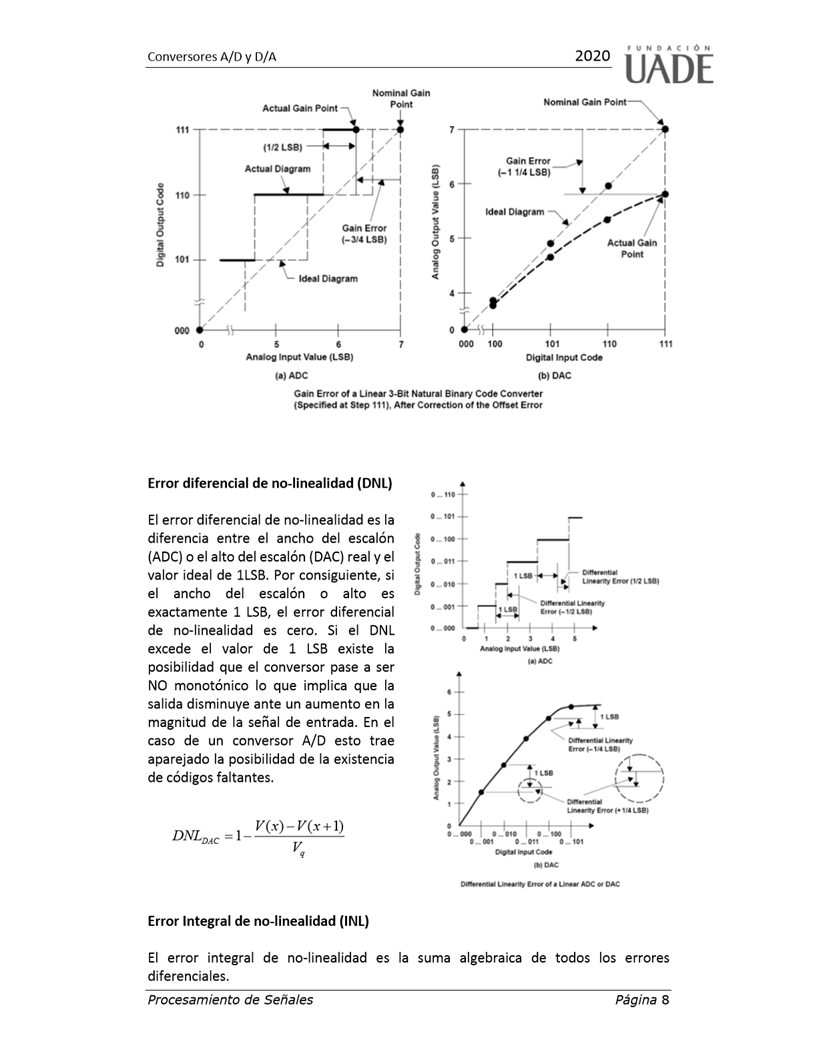 Conversores A/D y D/A
2020
FUNDACIÓN
UADE
Nominal Gain
Point
Actual Gain Point
111
(1/2 LSB)
Actual Diagram
110
Gain Error
(–3/4 LSB)
101
Ideal Diagram
000
0
5
6
7
Digital Output Code
Analog Input Value (LSB)
(a) ADC
Nominal Gain Point
7
Gain Error
(–1 1/4 LSB)
6
Ideal Diagram
5
Actual Gain
Point
4
0
000 100 101 110 111
Analog Output Value (LSB)
Digital Input Code
(b) DAC
Gain Error of a Linear 3-Bit Natural Binary Code Converter
(Specified at Step 111), After Correction of the Offset Error
Error diferencial de no-linealidad (DNL)
El error diferencial de no-linealidad es la
diferencia entre el ancho del escalón
(ADC) o el alto del escalón (DAC) real y el
valor ideal de 1LSB. Por consiguiente, si
el ancho del escalón o alto es
exactamente 1 LSB, el error diferencial
de no-linealidad es cero. Si el DNL
excede el valor de 1 LSB existe la
posibilidad que el conversor pase a ser
NO monotónico lo que implica que la
salida disminuye ante un aumento en la
magnitud de la señal de entrada. En el
caso de un conversor A/D esto trae
aparejado la posibilidad de la existencia
de códigos faltantes.
DNL_DAC = 1 – (V(x) – V(x + 1)) / V_q
0 ... 110
0 ... 101
0 ... 100
0 ... 011
0 ... 010
0 ... 001
0 ... 000
Digital Output Code
1 LSB
Differential
Linearity Error (1/2 LSB)
1 LSB
Differential Linearity
Error (– 1/2 LSB)
0 1 2 3 4 5
Analog Input Value (LSB)
(a) ADC
6
5
4
3
2
1
0
Analog Output Value (LSB)
1 LSB
Differential Linearity
Error (– 1/4 LSB)
1 LSB
Differential
Linearity Error (+ 1/4 LSB)
0 ... 000 0 ... 010 0 ... 100
0 ... 001 0 ... 011 0 ... 101
Digital Input Code
(b) DAC
Differential Linearity Error of a Linear ADC or DAC
Error Integral de no-linealidad (INL)
El error integral de no-linealidad es la suma algebraica de todos los errores
diferenciales.
Procesamiento de Señales
Página 8